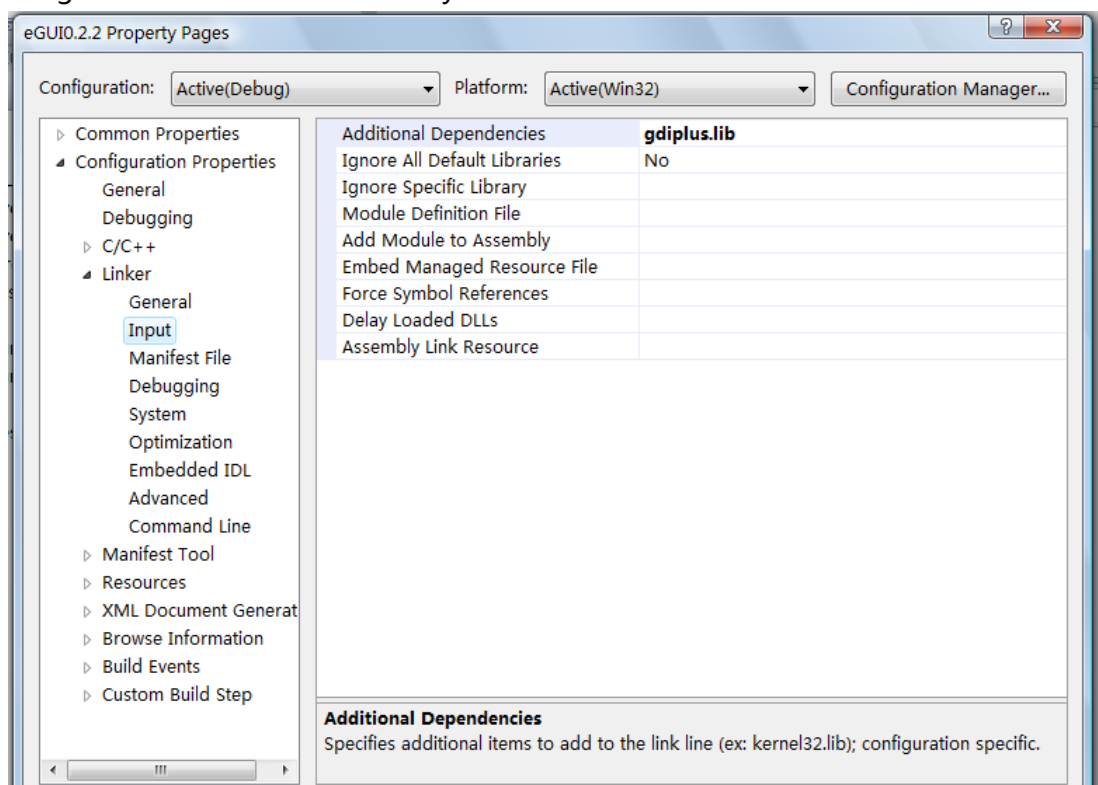 eGUI0.2.2 Property Pages
Configuration: Active(Debug) Platform: Active(Win32) Configuration Manager...
Common Properties
Configuration Properties
General
Debugging
C/C++
Linker
General
Input
Manifest File
Debugging
System
Optimization
Embedded IDL
Advanced
Command Line
Manifest Tool
Resources
XML Document Generat
Browse Information
Build Events
Custom Build Step
Additional Dependencies gdiplus.lib
Ignore All Default Libraries No
Ignore Specific Library
Module Definition File
Add Module to Assembly
Embed Managed Resource File
Force Symbol References
Delay Loaded DLLs
Assembly Link Resource
Additional Dependencies
Specifies additional items to add to the link line (ex: kernel32.lib); configuration specific.